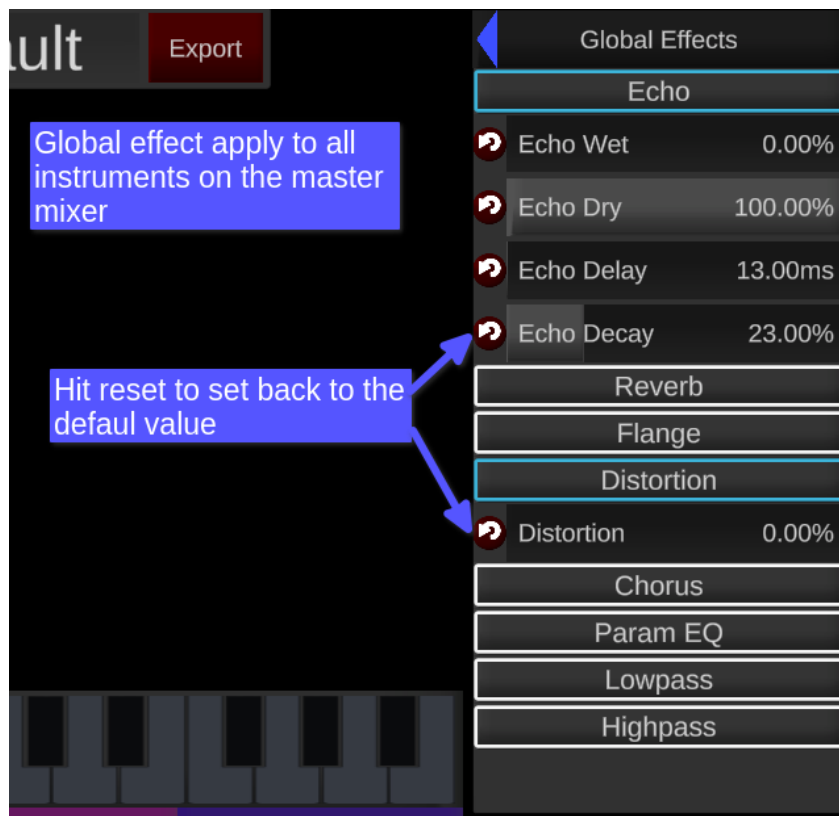 ult
Export
Global Effects
Echo
Global effect apply to all
instruments on the master
mixer
Echo Wet 0.00%
Echo Dry 100.00%
Echo Delay 13.00ms
Echo Decay 23.00%
Hit reset to set back to the
defaul value
Reverb
Flange
Distortion
Distortion 0.00%
Chorus
Param EQ
Lowpass
Highpass